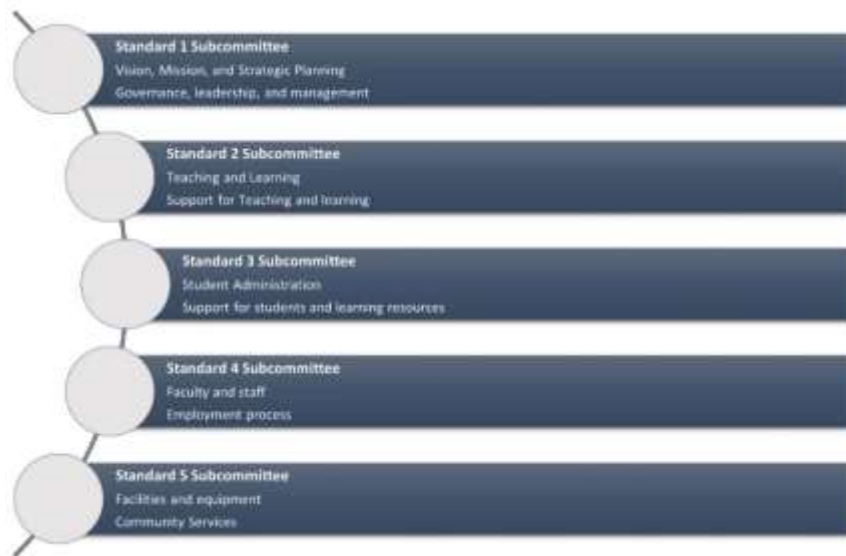 Standard 1 Subcommittee
Vision, Mission, and Strategic Planning
Governance, leadership, and management
Standard 2 Subcommittee
Teaching and Learning
Support for Teaching and learning
Standard 3 Subcommittee
Student Administration
Support for students and learning resources
Standard 4 Subcommittee
Faculty and staff
Employment process
Standard 5 Subcommittee
Facilities and equipment
Community Services